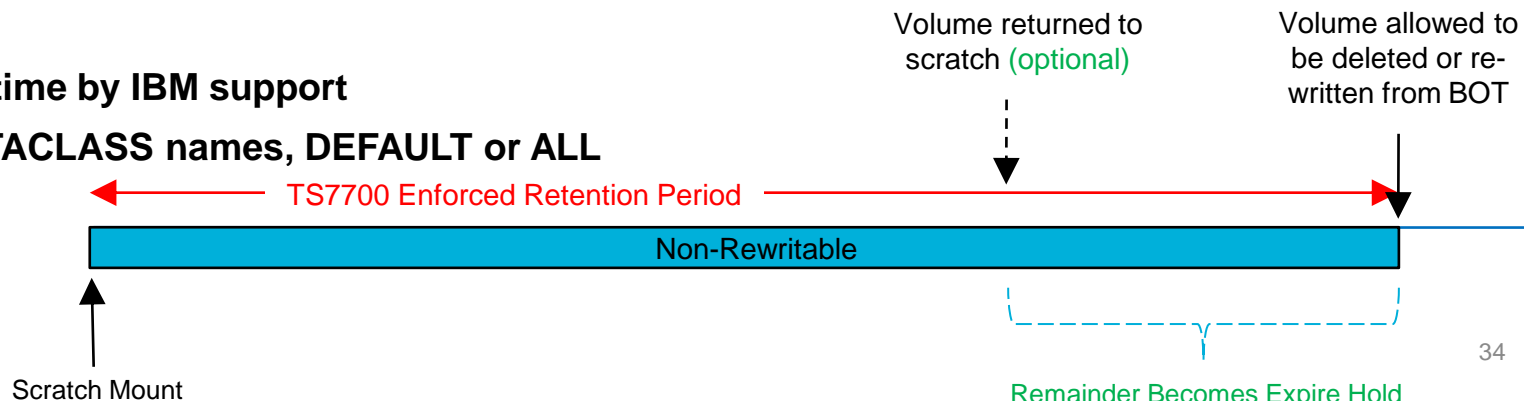 Volume returned to
scratch (optional)
Volume allowed to
be deleted or re-
written from BOT
time by IBM support
TACLASS names, DEFAULT or ALL
TS7700 Enforced Retention Period
Non-Rewritable
Scratch Mount
Remainder Becomes Expire Hold
34